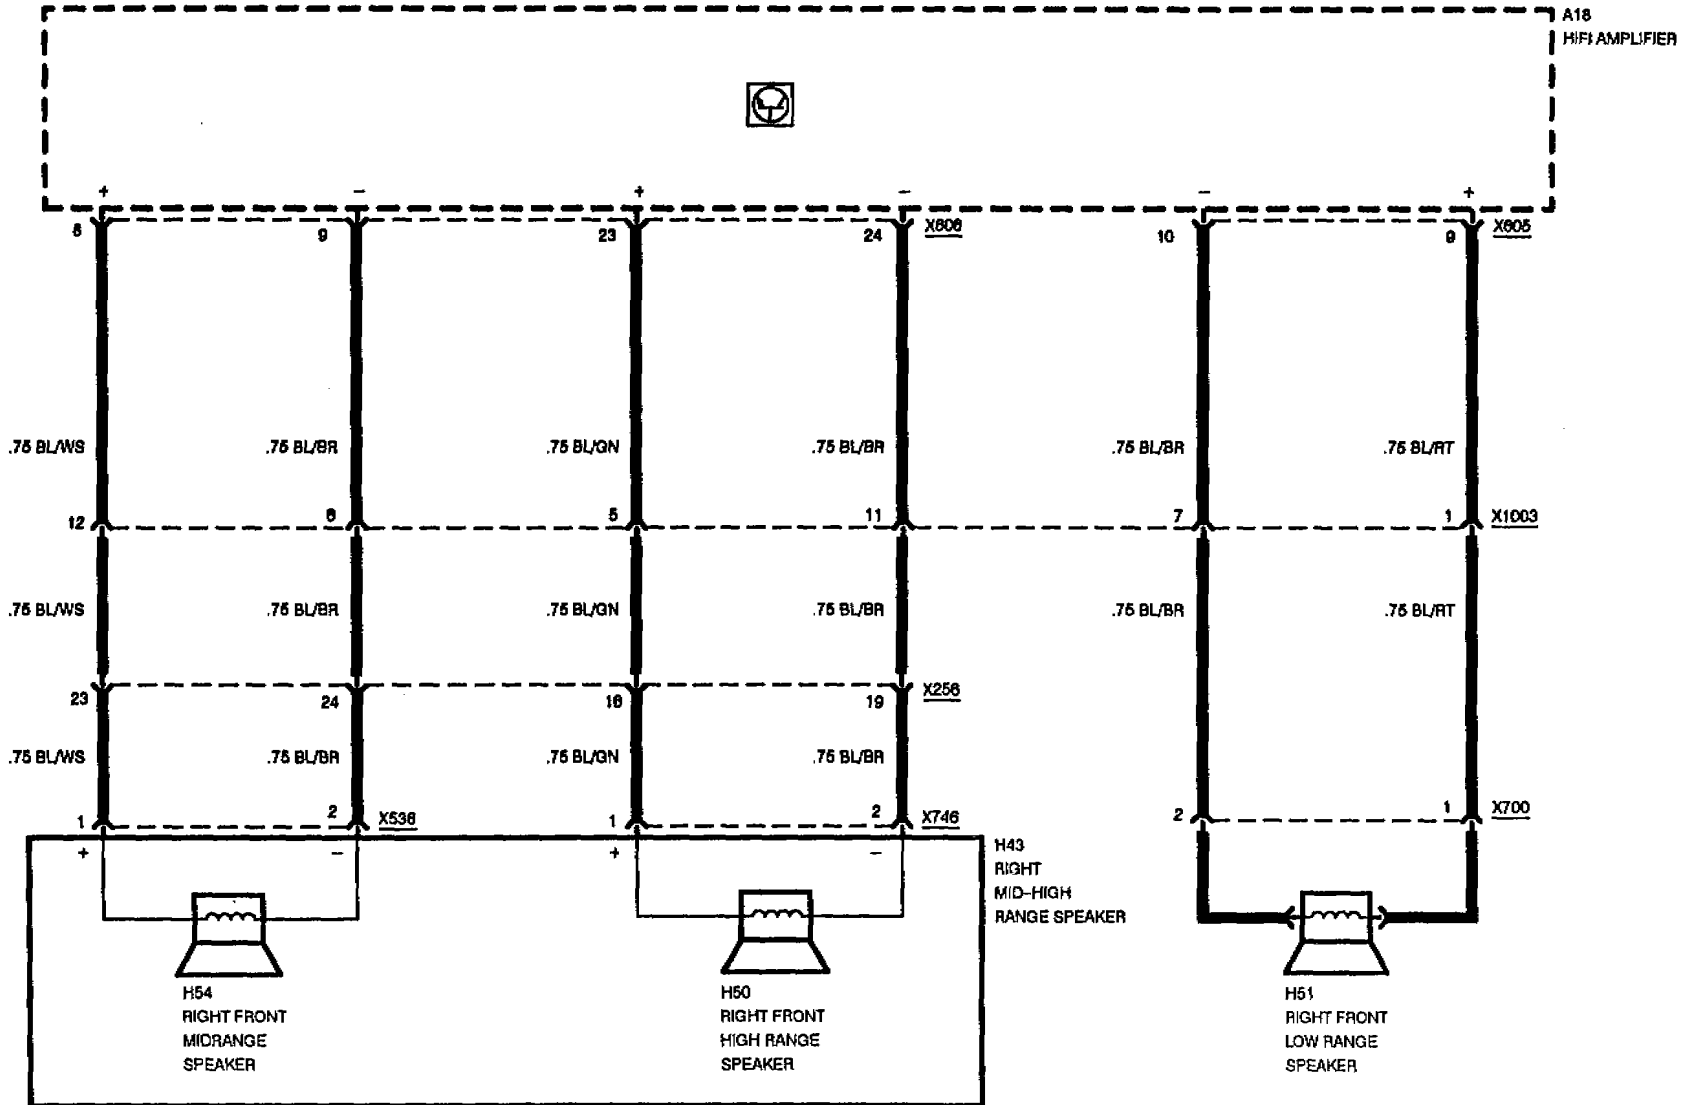 A18
HIFI AMPLIFIER
+ − + − − +
9 23 24 X606 10 9 X605
.75 BL/WS .75 BL/BR .75 BL/GN .75 BL/BR .75 BL/BR .75 BL/RT
12 6 5 11 7 1 X1003
.75 BL/WS .75 BL/BR .75 BL/GN .75 BL/BR .75 BL/BR .75 BL/RT
23 24 19 X256
.75 BL/WS .75 BL/BR .75 BL/GN .75 BL/BR
1 2 X536 1 2 X746 2 1 X700
+ − + −
H43
RIGHT
MID-HIGH
RANGE SPEAKER
H54
RIGHT FRONT
MIDRANGE
SPEAKER
H50
RIGHT FRONT
HIGH RANGE
SPEAKER
H51
RIGHT FRONT
LOW RANGE
SPEAKER